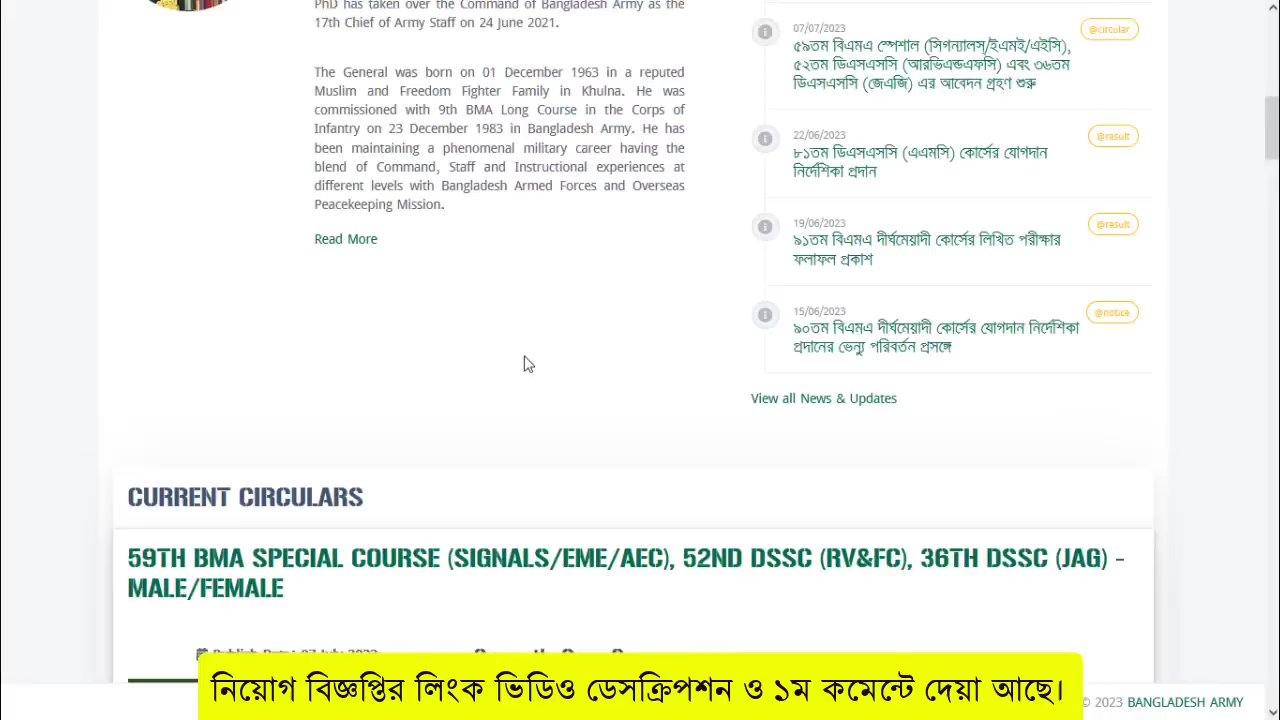 PhD has taken over the Command of Bangladesh Army as the
17th Chief of Army Staff on 24 June 2021.
The General was born on 01 December 1963 in a reputed
Muslim and Freedom Fighter Family in Khulna. He was
commissioned with 9th BMA Long Course in the Corps of
Infantry on 23 December 1983 in Bangladesh Army. He has
been maintaining a phenomenal military career having the
blend of Command, Staff and Instructional experiences at
different levels with Bangladesh Armed Forces and Overseas
Peacekeeping Mission.
Read More
07/07/2023
@circular
৫৯তম বিএমএ স্পেশাল (সিগন্যালস/ইএমই/এইসি),
৫২তম ডিএসএসসি (আরভিএন্ডএফসি) এবং ৩৬তম
ডিএসএসসি (জেএজি) এর আবেদন গ্রহণ শুরু
22/06/2023
@result
৮১তম ডিএসএসসি (এএমসি) কোর্সের যোগদান
নির্দেশিকা প্রদান
19/06/2023
@result
৯১তম বিএমএ দীর্ঘমেয়াদী কোর্সের লিখিত পরীক্ষার
ফলাফল প্রকাশ
15/06/2023
@notice
৯০তম বিএমএ দীর্ঘমেয়াদী কোর্সের যোগদান নির্দেশিকা
প্রদানের ভেন্যু পরিবর্তন প্রসঙ্গে
View all News & Updates
CURRENT CIRCULARS
59TH BMA SPECIAL COURSE (SIGNALS/EME/AEC), 52ND DSSC (RV&FC), 36TH DSSC (JAG) -
MALE/FEMALE
নিয়োগ বিজ্ঞপ্তির লিংক ভিডিও ডেসক্রিপশন ও ১ম কমেন্টে দেয়া আছে।
© 2023 BANGLADESH ARMY